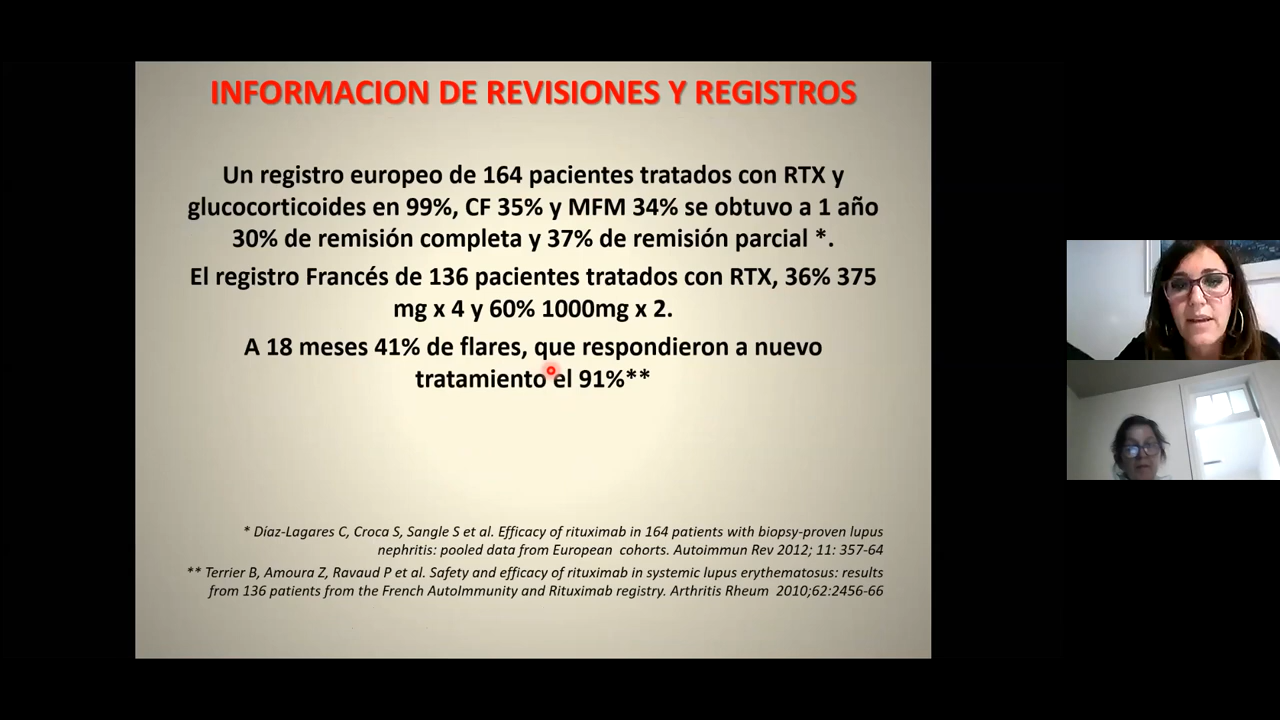 INFORMACION DE REVISIONES Y REGISTROS
Un registro europeo de 164 pacientes tratados con RTX y
glucocorticoides en 99%, CF 35% y MFM 34% se obtuvo a 1 año
30% de remisión completa y 37% de remisión parcial *.
El registro Francés de 136 pacientes tratados con RTX, 36% 375
mg x 4 y 60% 1000mg x 2.
A 18 meses 41% de flares, que respondieron a nuevo
tratamiento el 91%**
* Díaz-Lagares C, Croca S, Sangle S et al. Efficacy of rituximab in 164 patients with biopsy-proven lupus
nephritis: pooled data from European cohorts. Autoimmun Rev 2012; 11: 357-64
** Terrier B, Amoura Z, Ravaud P et al. Safety and efficacy of rituximab in systemic lupus erythematosus: results
from 136 patients from the French AutoImmunity and Rituximab registry. Arthritis Rheum 2010;62:2456-66